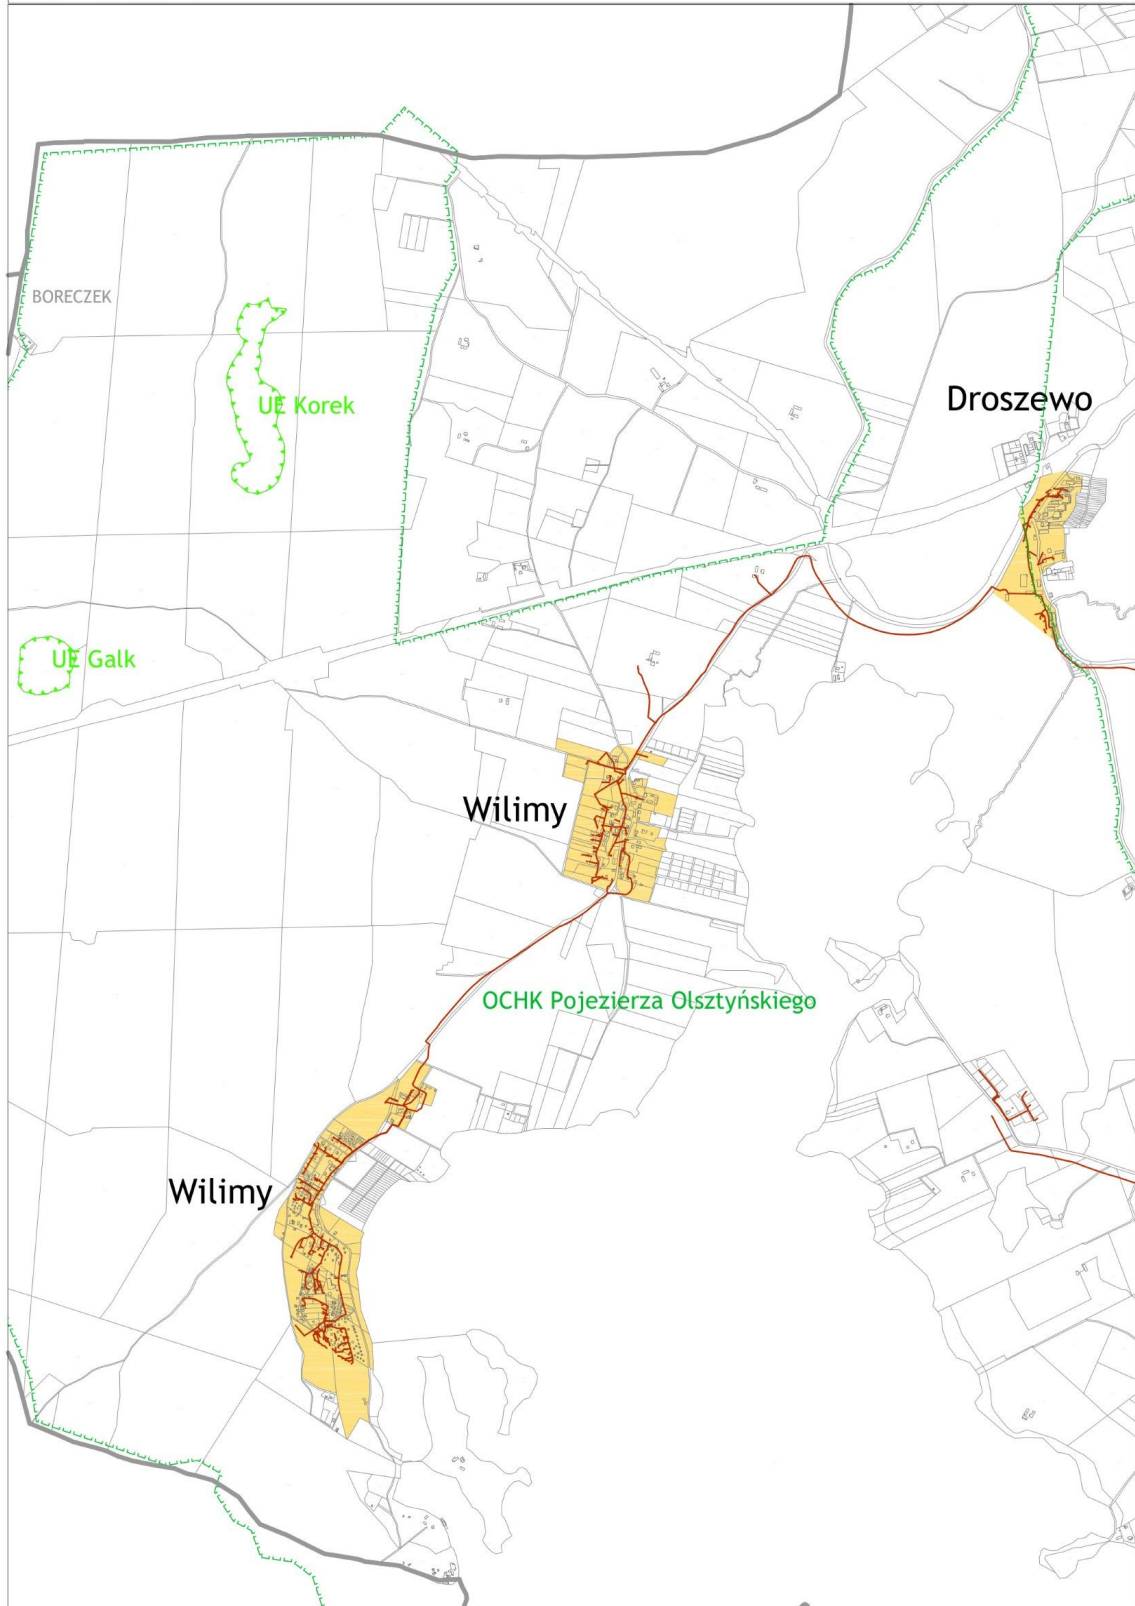 BORECZEK
UE Korek
Droszewo
UE Galk
Wilimy
OCHK Pojezierza Olsztyńskiego
Wilimy